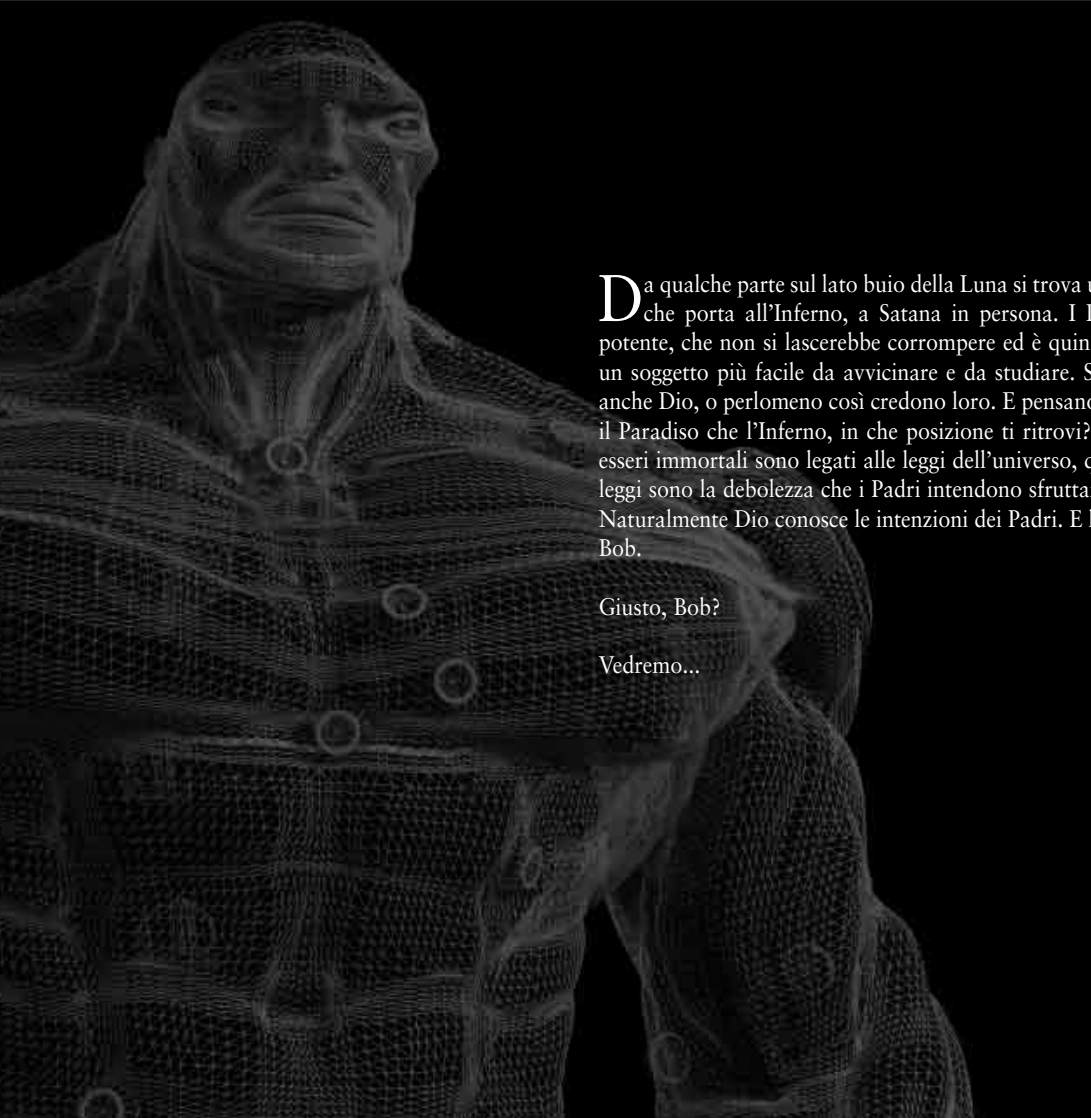 Da qualche parte sul lato buio della Luna si trova
che porta all’Inferno, a Satana in persona. I
potente, che non si lascerebbe corrompere ed è
un soggetto più facile da avvicinare e da studiare.
anche Dio, o perlomeno così credono loro. E
il Paradiso che l’Inferno, in che posizione ti ritrovi?
esseri immortali sono legati alle leggi dell’universo,
leggi sono la debolezza che i Padri intendono
Naturalmente Dio conosce le intenzioni dei Padri. E
Bob.
Giusto, Bob?
Vedremo...